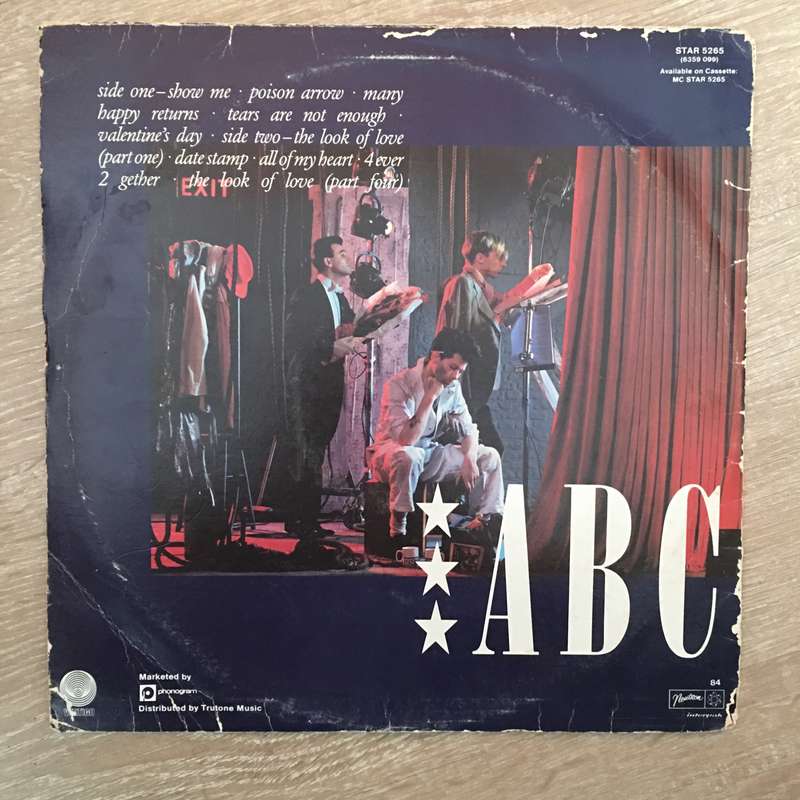 STAR 5265
(6359 099)
Available on Cassette:
MC STAR 5265
side one – show me · poison arrow · many
happy returns · tears are not enough ·
valentine's day · side two – the look of love
(part one) · date stamp · all of my heart · 4 ever
2 gether · the look of love (part four)
EXIT
ABC
Marketed by
phonogram
Distributed by Trutone Music
84
Neutron